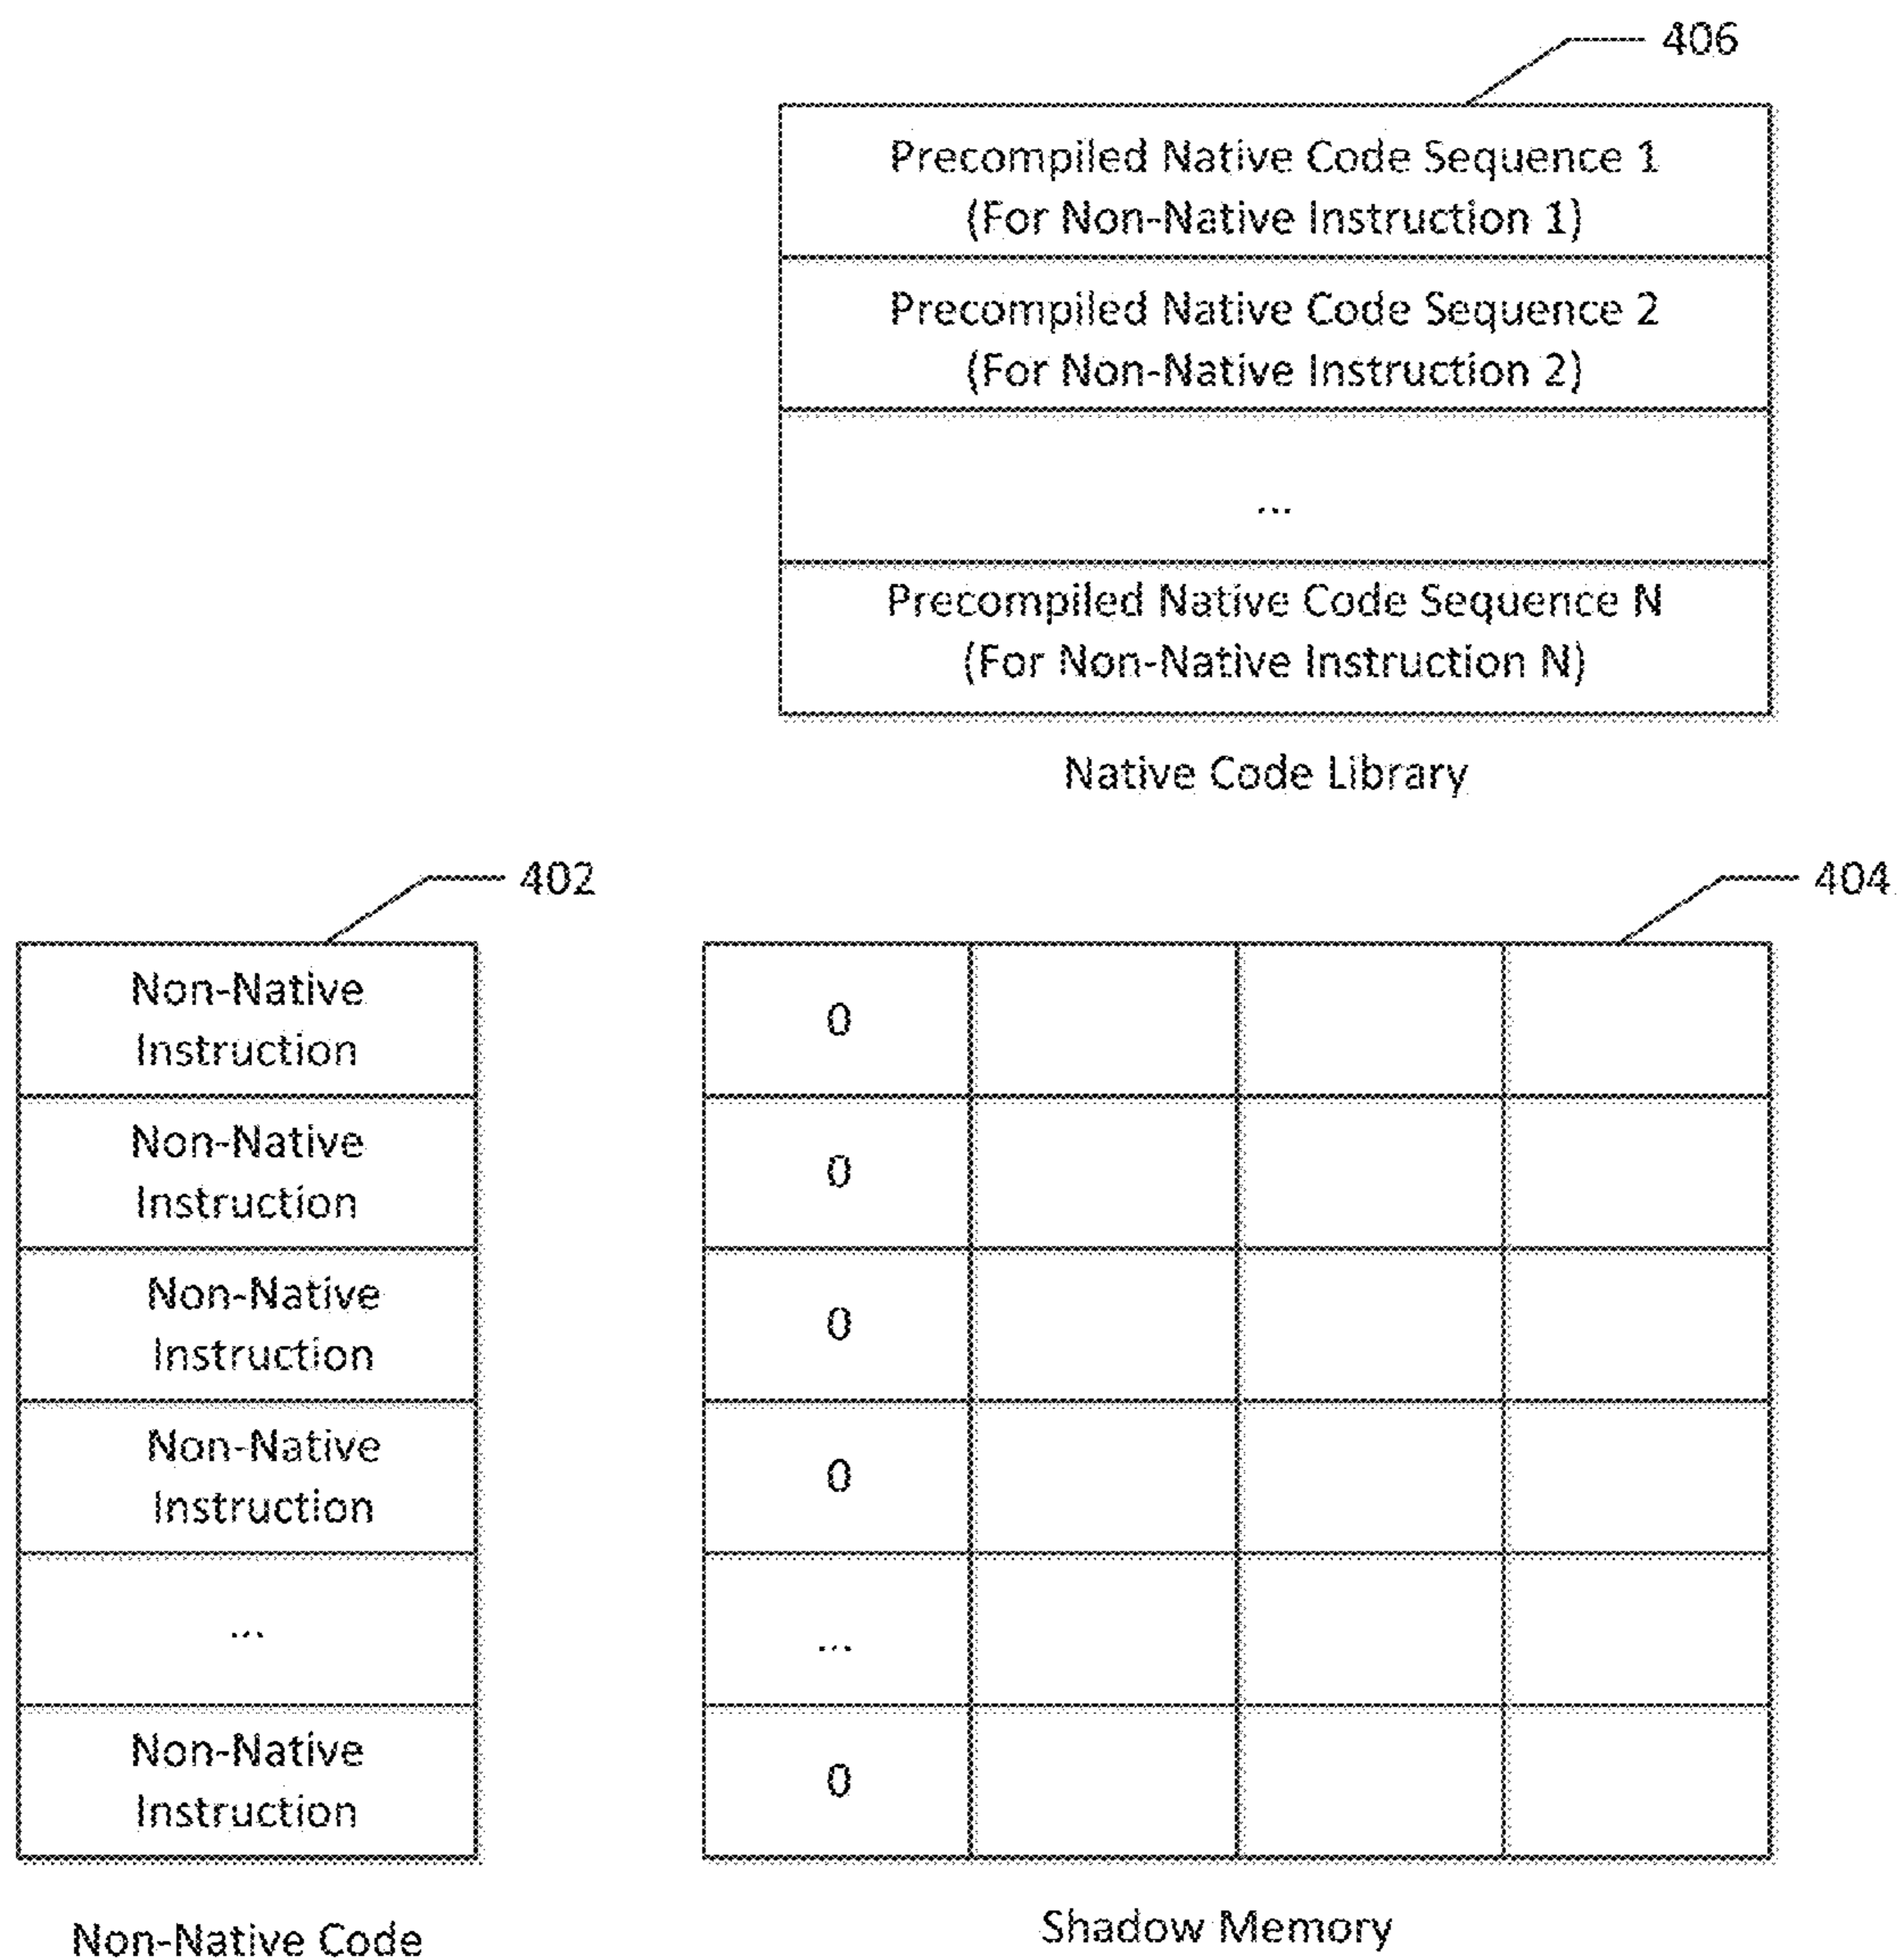 406
Precompiled Native Code Sequence 1
(For Non-Native Instruction 1)
Precompiled Native Code Sequence 2
(For Non-Native Instruction 2)
...
Precompiled Native Code Sequence N
(For Non-Native Instruction N)
Native Code Library
402
Non-Native
Instruction
Non-Native
Instruction
Non-Native
Instruction
Non-Native
Instruction
...
Non-Native
Instruction
Non-Native Code
404
0
0
0
0
...
0
Shadow Memory